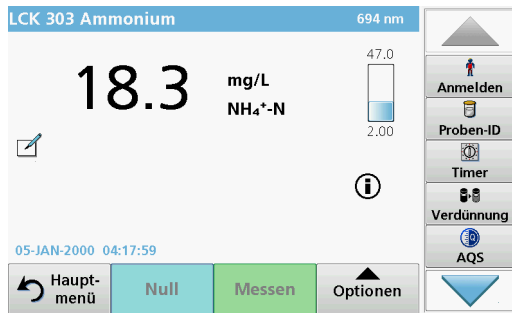 LCK 303 Ammonium 694 nm
47.0
18.3 mg/L
NH₄⁺-N
2.00
i
05-JAN-2000 04:17:59
Haupt-
menü
Null
Messen
Optionen
Anmelden
Proben-ID
Timer
Verdünnung
AQS